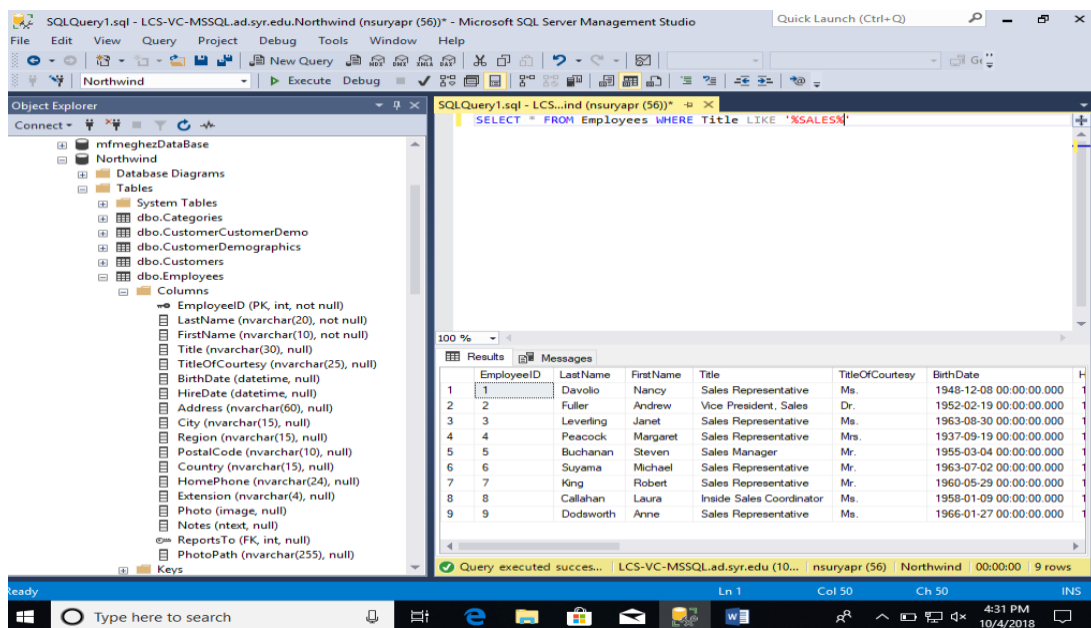 SQLQuery1.sql - LCS-VC-MSSQL.ad.syr.edu.Northwind (nsuryapr (56))* - Microsoft SQL Server Management Studio
Quick Launch (Ctrl+Q)
File Edit View Query Project Debug Tools Window Help
New Query
Northwind
Execute Debug
Object Explorer
Connect
mfmeghezDataBase
Northwind
Database Diagrams
Tables
System Tables
dbo.Categories
dbo.CustomerCustomerDemo
dbo.CustomerDemographics
dbo.Customers
dbo.Employees
Columns
EmployeeID (PK, int, not null)
LastName (nvarchar(20), not null)
FirstName (nvarchar(10), not null)
Title (nvarchar(30), null)
TitleOfCourtesy (nvarchar(25), null)
BirthDate (datetime, null)
HireDate (datetime, null)
Address (nvarchar(60), null)
City (nvarchar(15), null)
Region (nvarchar(15), null)
PostalCode (nvarchar(10), null)
Country (nvarchar(15), null)
HomePhone (nvarchar(24), null)
Extension (nvarchar(4), null)
Photo (image, null)
Notes (ntext, null)
ReportsTo (FK, int, null)
PhotoPath (nvarchar(255), null)
Keys
SQLQuery1.sql - LCS...ind (nsuryapr (56))*
SELECT * FROM Employees WHERE Title LIKE '%SALES%'
100 %
Results Messages
EmployeeID LastName FirstName Title TitleOfCourtesy BirthDate H
1 1 Davolio Nancy Sales Representative Ms. 1948-12-08 00:00:00.000 1
2 2 Fuller Andrew Vice President, Sales Dr. 1952-02-19 00:00:00.000 1
3 3 Leverling Janet Sales Representative Ms. 1963-08-30 00:00:00.000 1
4 4 Peacock Margaret Sales Representative Mrs. 1937-09-19 00:00:00.000 1
5 5 Buchanan Steven Sales Manager Mr. 1955-03-04 00:00:00.000 1
6 6 Suyama Michael Sales Representative Mr. 1963-07-02 00:00:00.000 1
7 7 King Robert Sales Representative Mr. 1960-05-29 00:00:00.000 1
8 8 Callahan Laura Inside Sales Coordinator Ms. 1958-01-09 00:00:00.000 1
9 9 Dodsworth Anne Sales Representative Ms. 1966-01-27 00:00:00.000 1
Query executed succes... LCS-VC-MSSQL.ad.syr.edu (10... nsuryapr (56) Northwind 00:00:00 9 rows
Ready Ln 1 Col 50 Ch 50 INS
Type here to search
4:31 PM
10/4/2018